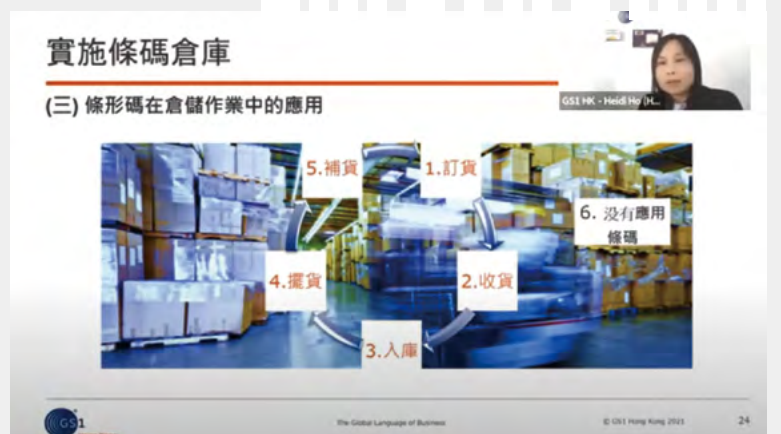 實施條碼倉庫
GS1 HK - Heidi Ho (H...
(三) 條形碼在倉儲作業中的應用
5.補貨
1.訂貨
6. 没有應用
條碼
4.擺貨
2.收貨
3.入庫
GS1
The Global Language of Business
© GS1 Hong Kong 2021
24